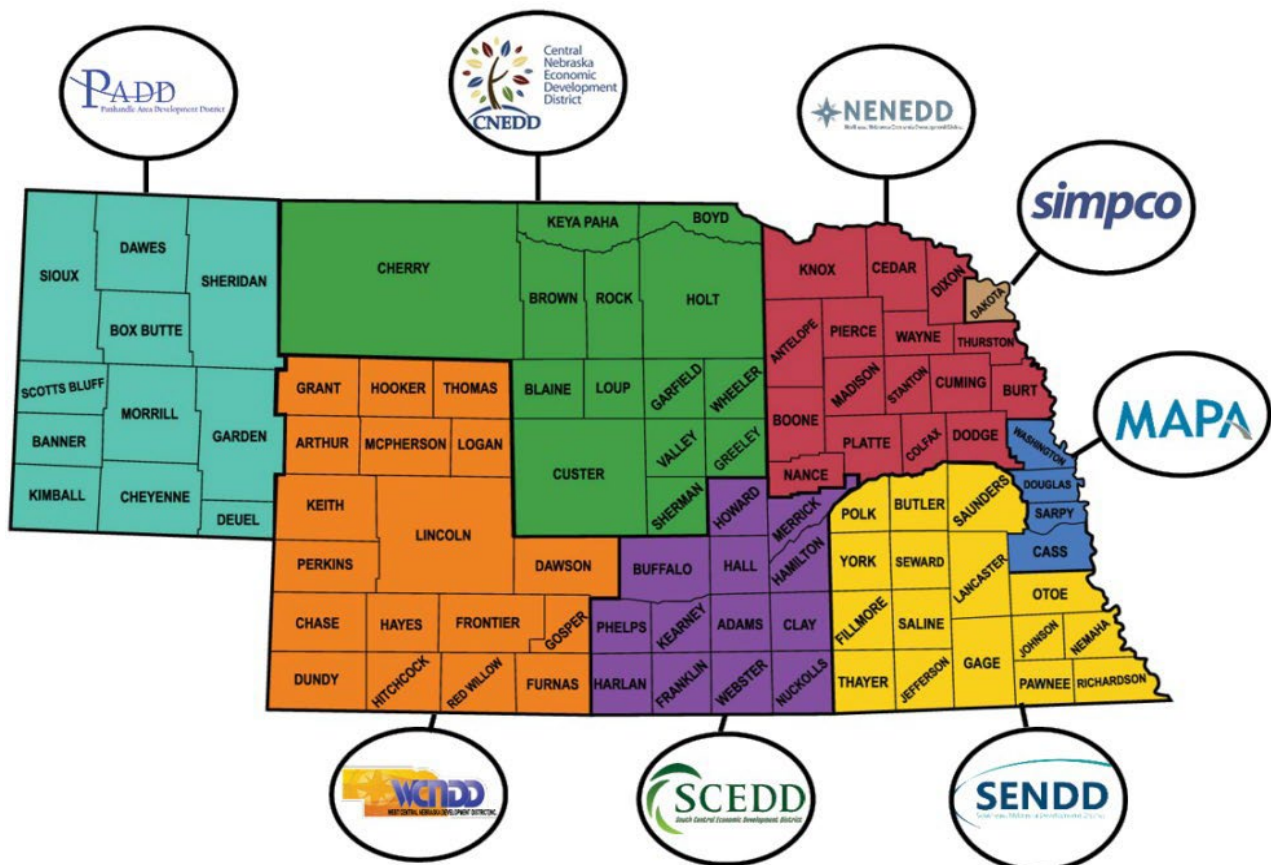 PADD
Panhandle Area Development District
Central
Nebraska
Economic
Development
District
CNEDD
NENEDD
simpco
MAPA
SIOUX
DAWES
SHERIDAN
BOX BUTTE
SCOTTS BLUFF
MORRILL
GARDEN
BANNER
KIMBALL
CHEYENNE
DEUEL
CHERRY
KEYA PAHA
BOYD
BROWN
ROCK
HOLT
BLAINE
LOUP
GARFIELD
WHEELER
CUSTER
VALLEY
GREELEY
SHERMAN
KNOX
CEDAR
DIXON
DAKOTA
ANTELOPE
PIERCE
WAYNE
THURSTON
MADISON
STANTON
CUMING
BURT
BOONE
PLATTE
COLFAX
DODGE
NANCE
WASHINGTON
DOUGLAS
SARPY
CASS
GRANT
HOOKER
THOMAS
ARTHUR
MCPHERSON
LOGAN
KEITH
LINCOLN
PERKINS
DAWSON
CHASE
HAYES
FRONTIER
GOSPER
DUNDY
HITCHCOCK
RED WILLOW
FURNAS
HOWARD
MERRICK
BUFFALO
HALL
HAMILTON
PHELPS
KEARNEY
ADAMS
CLAY
HARLAN
FRANKLIN
WEBSTER
NUCKOLLS
POLK
BUTLER
SAUNDERS
YORK
SEWARD
LANCASTER
OTOE
FILLMORE
SALINE
GAGE
JOHNSON
NEMAHA
THAYER
JEFFERSON
PAWNEE
RICHARDSON
WCNDD
WEST CENTRAL NEBRASKA DEVELOPMENT DISTRICT, INC.
SCEDD
South Central Economic Development District
SENDD